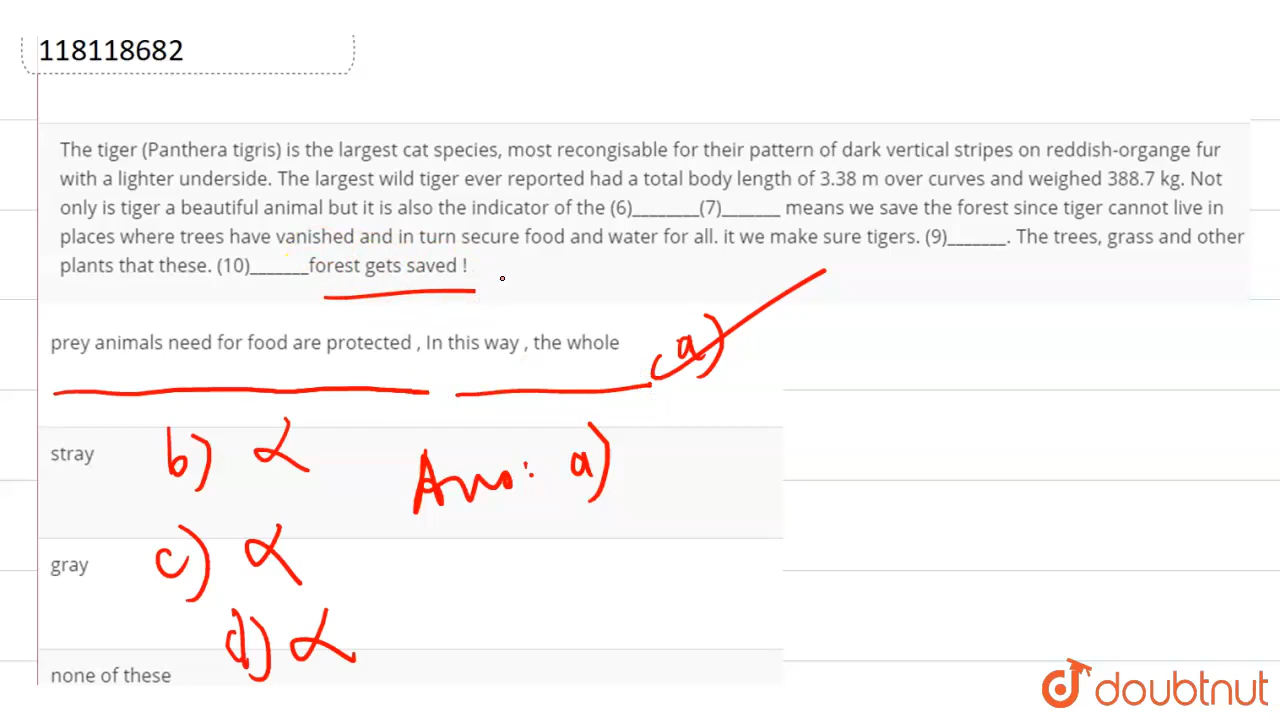 118118682
The tiger (Panthera tigris) is the largest cat species, most recongisable for their pattern of dark vertical stripes on reddish-organge fur
with a lighter underside. The largest wild tiger ever reported had a total body length of 3.38 m over curves and weighed 388.7 kg. Not
only is tiger a beautiful animal but it is also the indicator of the (6)________(7)_______ means we save the forest since tiger cannot live in
places where trees have vanished and in turn secure food and water for all. it we make sure tigers. (9)_______. The trees, grass and other
plants that these. (10)_______forest gets saved !
prey animals need for food are protected , In this way , the whole
a)
stray
b)
Ans: a)
gray
c)
d)
none of these
doubtnut